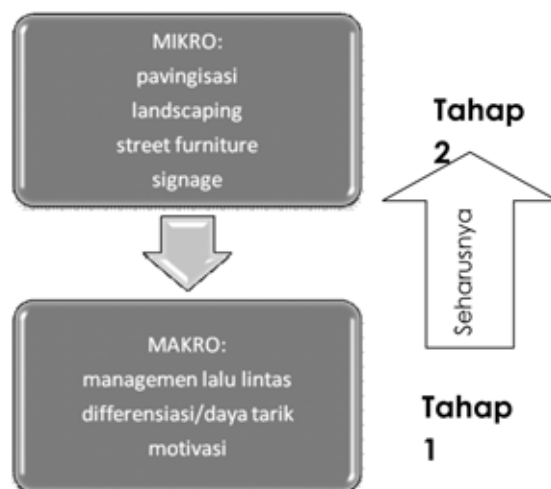 MIKRO:
pavingisasi
landscaping
street furniture
signage
Tahap
2
Seharusnya
MAKRO:
managemen lalu lintas
differensiasi/daya tarik
motivasi
Tahap
1